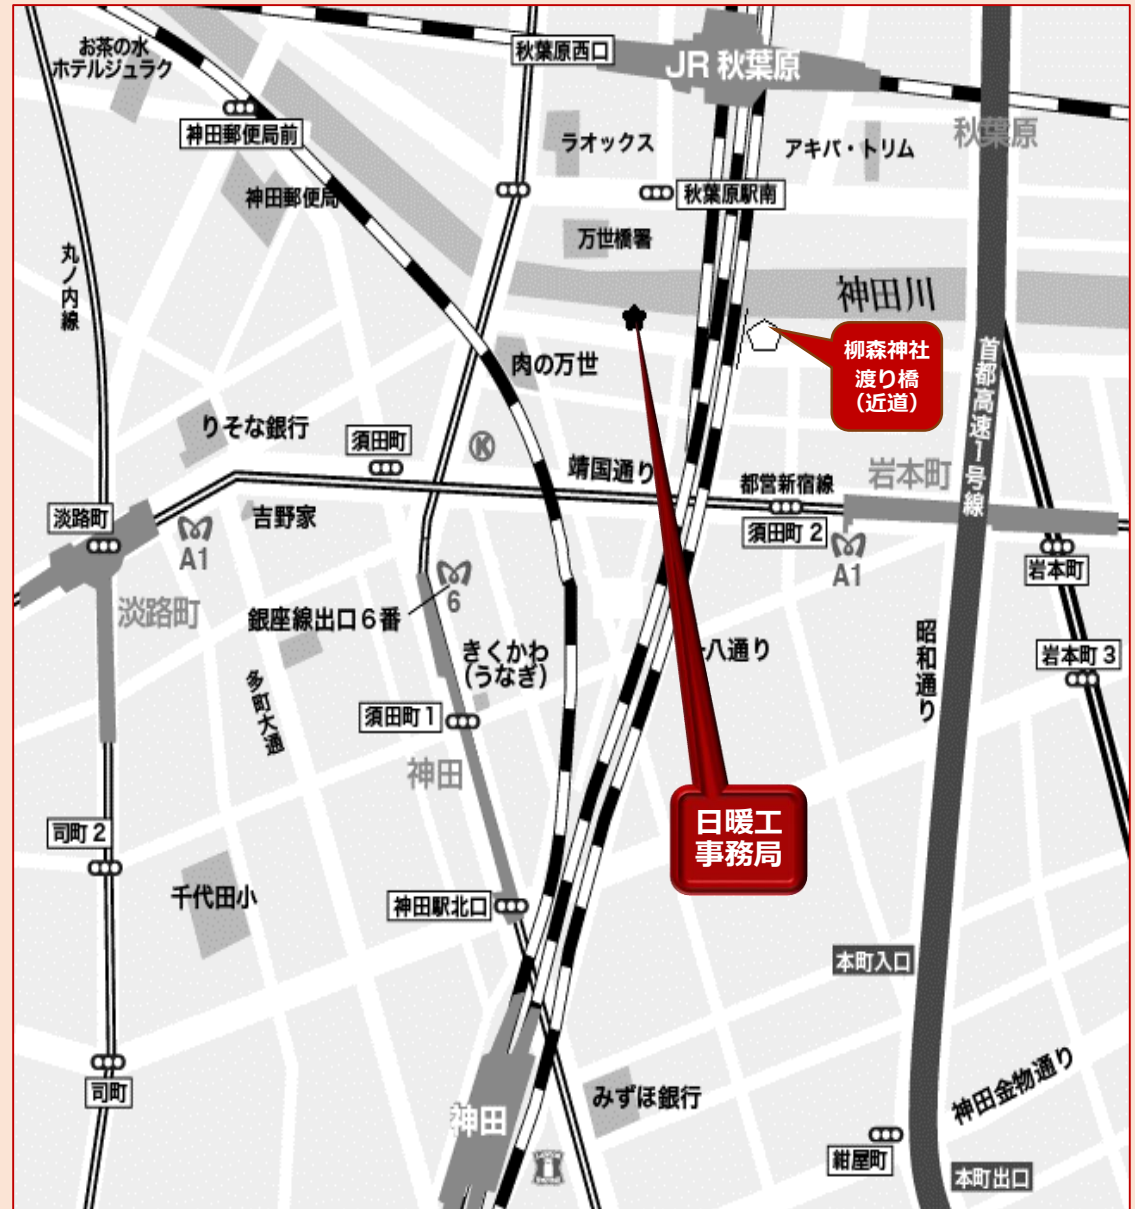 お茶の水
ホテルジュラク
秋葉原西口
JR 秋葉原
神田郵便局前
ラオックス
アキバ・トリム
秋葉原
神田郵便局
秋葉原駅南
万世橋署
丸ノ内線
神田川
肉の万世
柳森神社
渡り橋
（近道）
首都高速1号線
りそな銀行
須田町
K
靖国通り
都営新宿線
岩本町
淡路町
吉野家
A1
須田町 2
A1
岩本町
淡路町
銀座線出口6番
6
きくかわ
(うなぎ)
八通り
昭和通り
岩本町 3
多町大通
須田町 1
神田
司町 2
日暖工
事務局
千代田小
神田駅北口
本町入口
司町
みずほ銀行
神田金物通り
神田
紺屋町
本町出口